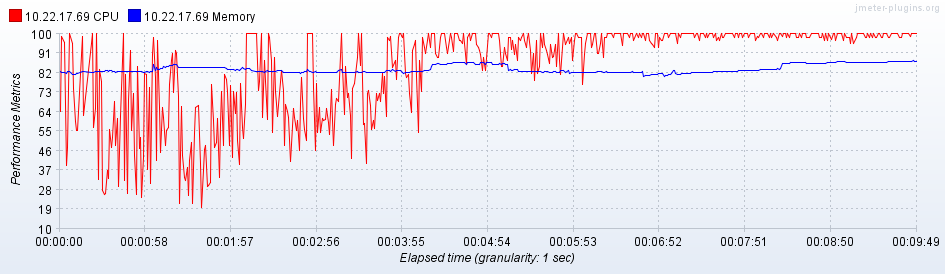 10.22.17.69 CPU 10.22.17.69 Memory
jmeter-plugins.org
100
91
82
73
64
55
46
37
28
19
10
Performance Metrics
00:00:00 00:00:58 00:01:57 00:02:56 00:03:55 00:04:54 00:05:53 00:06:52 00:07:51 00:08:50 00:09:49
Elapsed time (granularity: 1 sec)